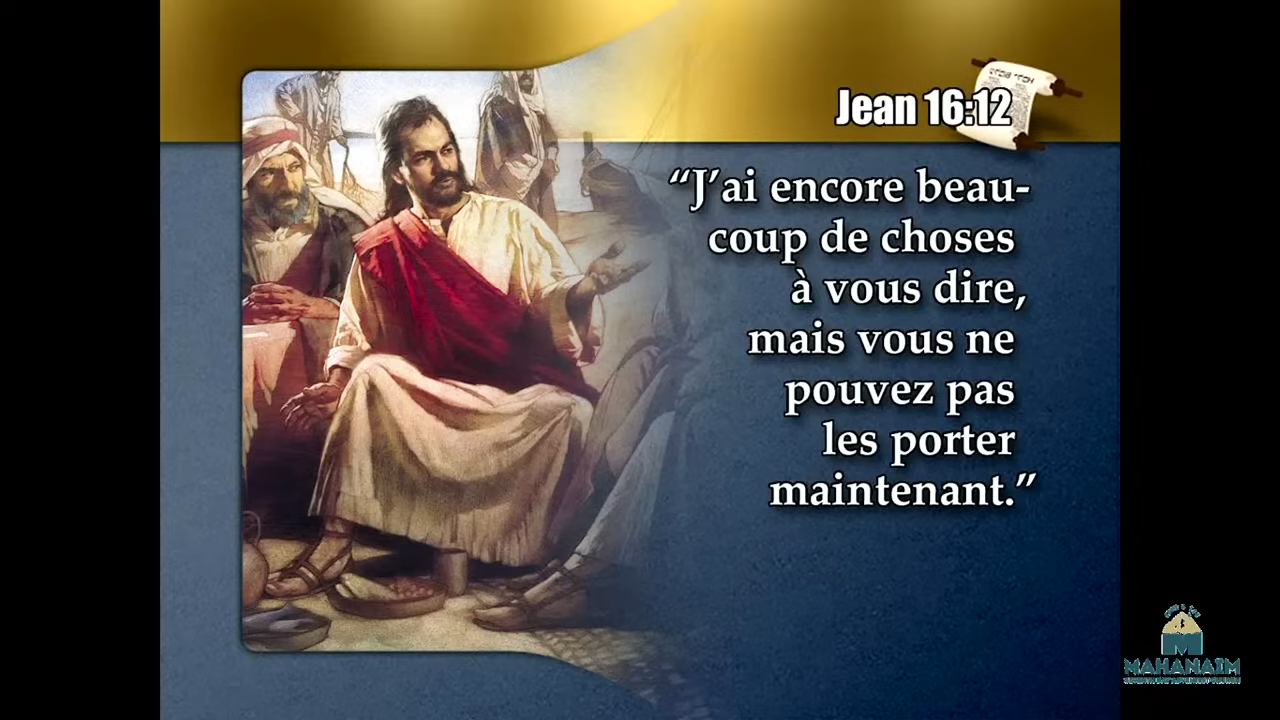 Jean 16:12
“J’ai encore beau-
coup de choses
à vous dire,
mais vous ne
pouvez pas
les porter
maintenant.”
MAHANAIM